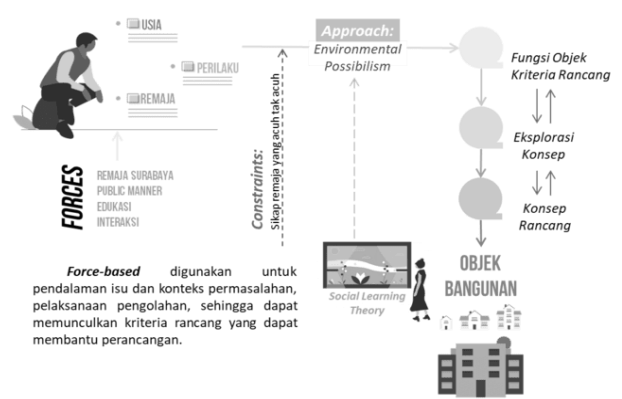 USIA
PERILAKU
REMAJA
FORCES
REMAJA SURABAYA
PUBLIC MANNER
EDUKASI
INTERAKSI
Constraints:
Sikap remaja yang acuh tak acuh
Approach:
Environmental
Possibilism
Social Learning
Theory
Fungsi Objek
Kriteria Rancang
Eksplorasi
Konsep
Konsep
Rancang
OBJEK
BANGUNAN
Force-based digunakan untuk
pendalaman isu dan konteks permasalahan,
pelaksanaan pengolahan, sehingga dapat
memunculkan kriteria rancang yang dapat
membantu perancangan.